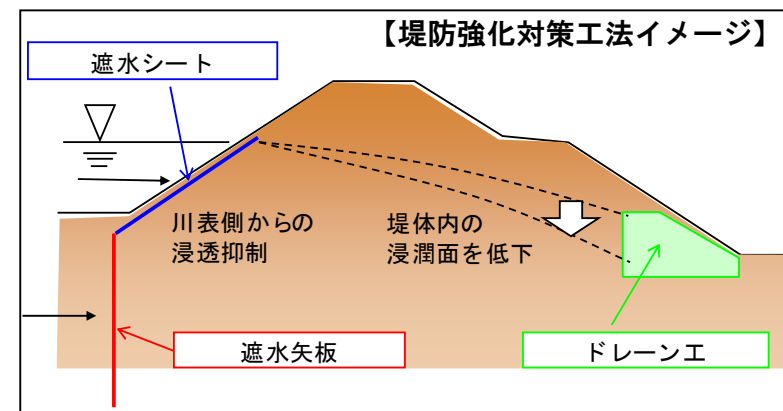 【堤防強化対策工法イメージ】
遮水シート
川表側からの
浸透抑制
堤体内の
浸潤面を低下
遮水矢板
ドレーン工